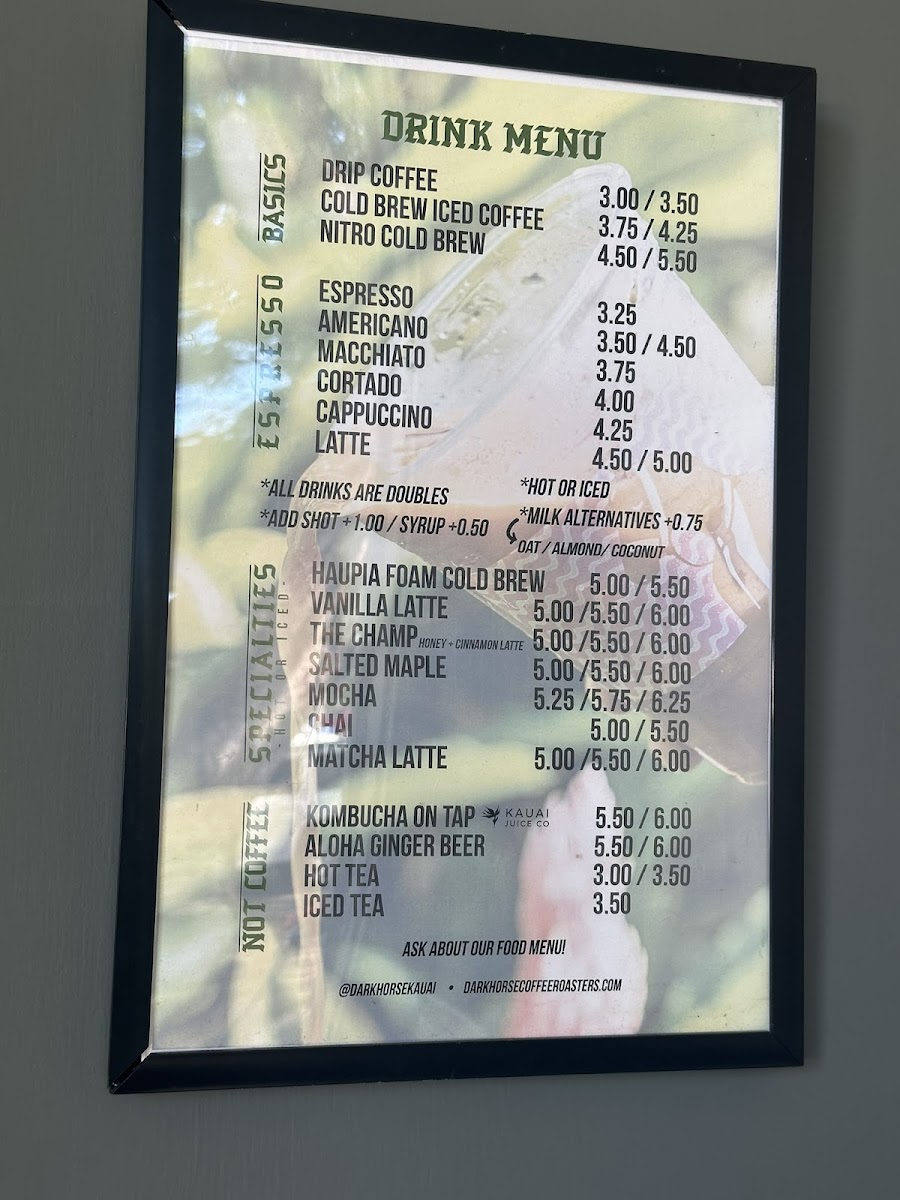 DRINK MENU
BASICS
DRIP COFFEE 3.00 / 3.50
COLD BREW ICED COFFEE 3.75 / 4.25
NITRO COLD BREW 4.50 / 5.50
ESPRESSO
ESPRESSO 3.25
AMERICANO 3.50 / 4.50
MACCHIATO 3.75
CORTADO 4.00
CAPPUCCINO 4.25
LATTE 4.50 / 5.00
*ALL DRINKS ARE DOUBLES *HOT OR ICED
*ADD SHOT +1.00 / SYRUP +0.50 *MILK ALTERNATIVES +0.75
OAT / ALMOND/ COCONUT
SPECIALTIES
- HOT OR ICED -
HAUPIA FOAM COLD BREW 5.00 / 5.50
VANILLA LATTE 5.00 /5.50 / 6.00
THE CHAMP HONEY + CINNAMON LATTE 5.00 /5.50 / 6.00
SALTED MAPLE 5.00 /5.50 / 6.00
MOCHA 5.25 /5.75 / 6.25
CHAI 5.00 / 5.50
MATCHA LATTE 5.00 /5.50 / 6.00
NOT COFFEE
KOMBUCHA ON TAP KAUAI JUICE CO 5.50 / 6.00
ALOHA GINGER BEER 5.50 / 6.00
HOT TEA 3.00 / 3.50
ICED TEA 3.50
ASK ABOUT OUR FOOD MENU!
@DARKHORSEKAUAI • DARKHORSECOFFEEROASTERS.COM